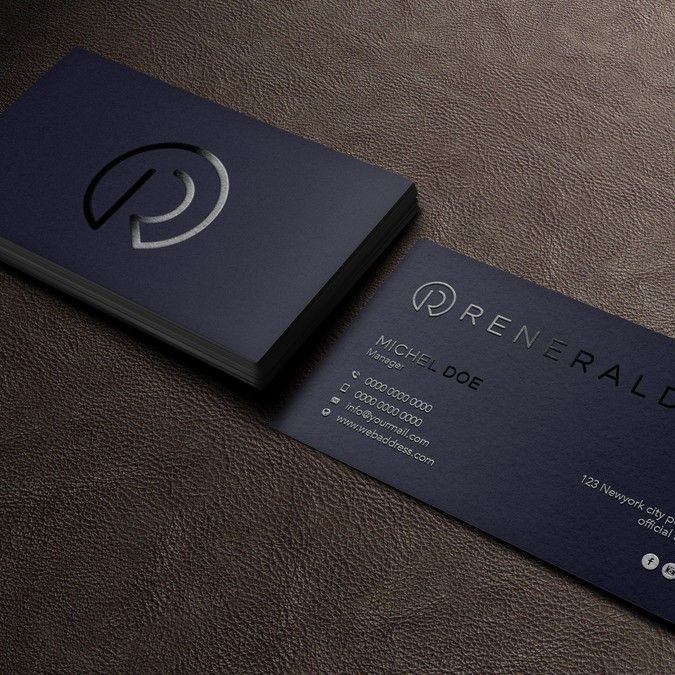 R
RENERALD
MICHEL DOE
Manager
0000 0000 0000
0000 0000 0000
info@yourmail.com
www.webaddress.com
123 Newyork city
official